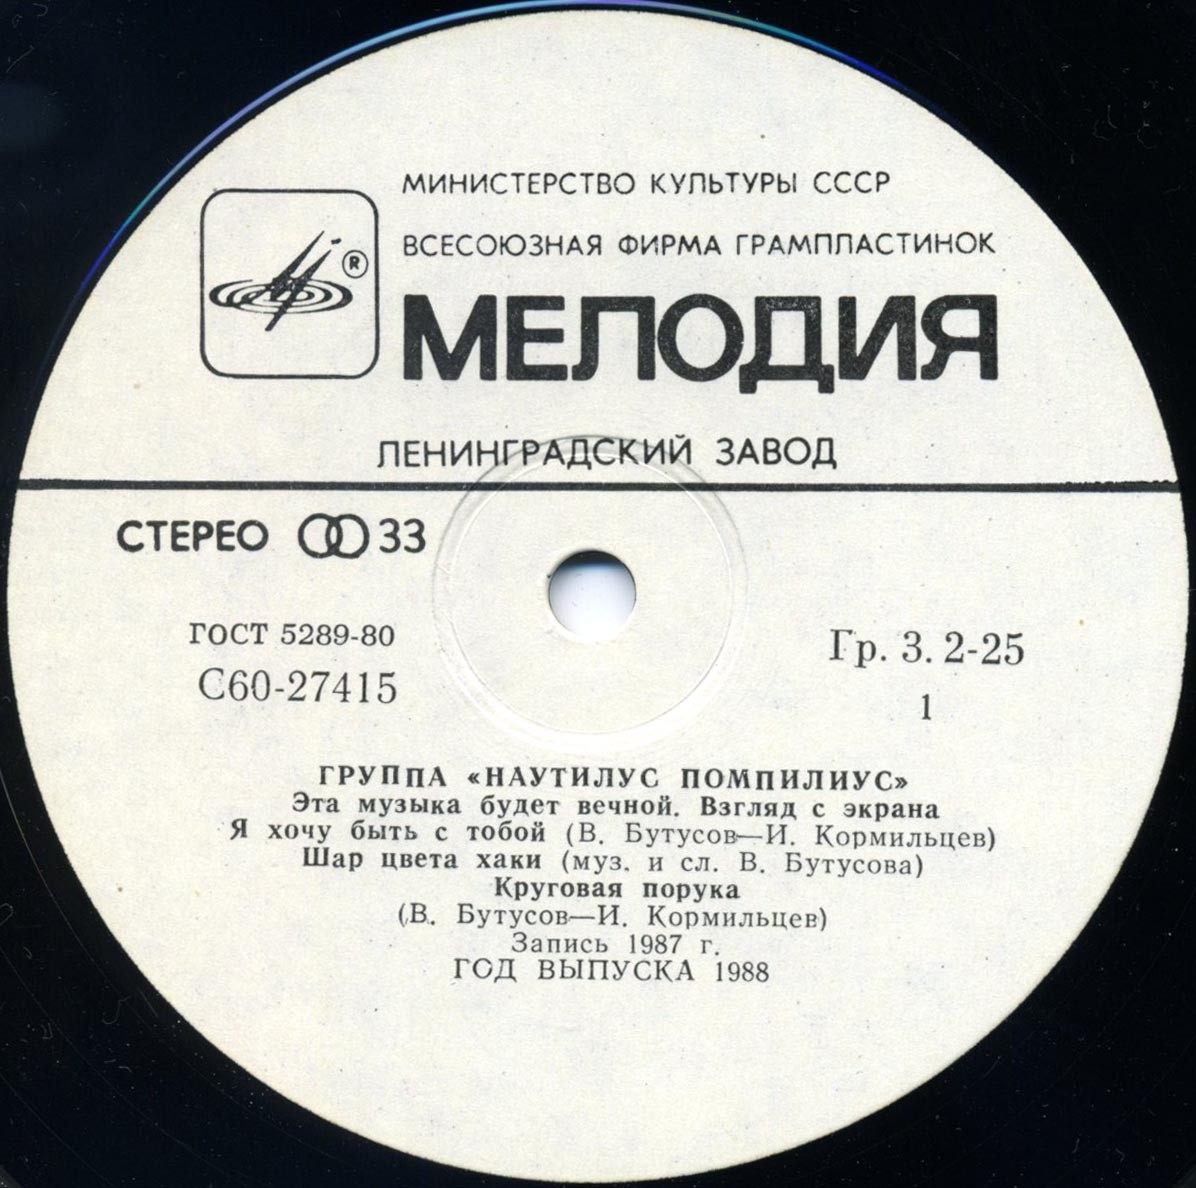 МИНИСТЕРСТВО КУЛЬТУРЫ СССР
ВСЕСОЮЗНАЯ ФИРМА ГРАМПЛАСТИНОК
®
МЕЛОДИЯ
ЛЕНИНГРАДСКИЙ ЗАВОД
СТЕРЕО 33
ГОСТ 5289-80
С60-27415
Гр. 3. 2-25
1
ГРУППА «НАУТИЛУС ПОМПИЛИУС»
Эта музыка будет вечной. Взгляд с экрана
Я хочу быть с тобой (В. Бутусов—И. Кормильцев)
Шар цвета хаки (муз. и сл. В. Бутусова)
Круговая порука
(В. Бутусов—И. Кормильцев)
Запись 1987 г.
ГОД ВЫПУСКА 1988